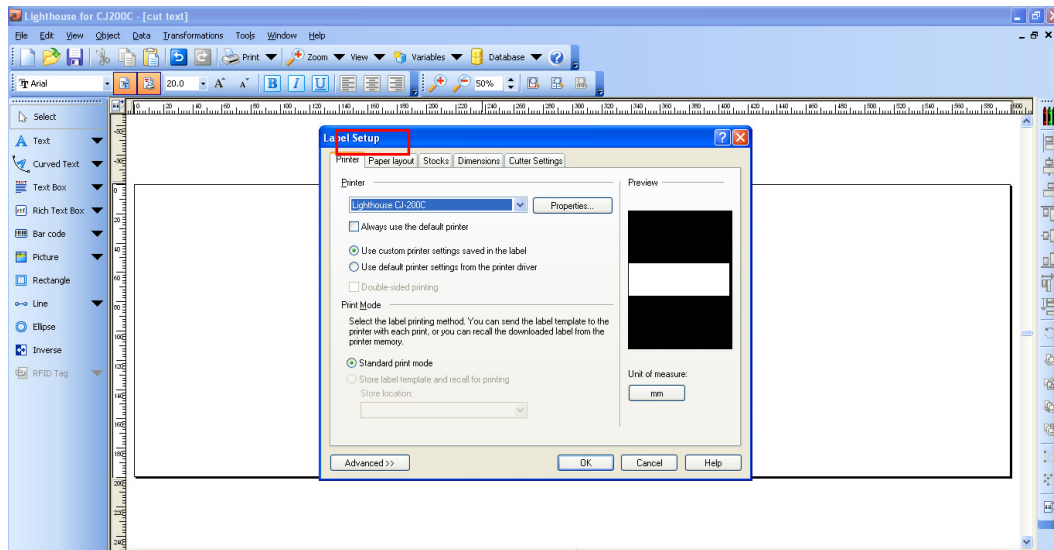 Lighthouse for CJ200C - [cut text]
File Edit View Object Data Transformations Tools Window Help
Print Zoom View Variables Database
Arial 20.0 A A B I U 50%
Select
Text
Curved Text
Text Box
Rich Text Box
Bar code
Picture
Rectangle
Line
Ellipse
Inverse
RFID Tag
Label Setup
Printer Paper layout Stocks Dimensions Cutter Settings
Printer
Lighthouse CJ-200C Properties...
Always use the default printer
Use custom printer settings saved in the label
Use default printer settings from the printer driver
Double-sided printing
Print Mode
Select the label printing method. You can send the label template to the
printer with each print, or you can recall the downloaded label from the
printer memory.
Standard print mode
Store label template and recall for printing
Store location:
Preview
Unit of measure:
mm
Advanced >> OK Cancel Help